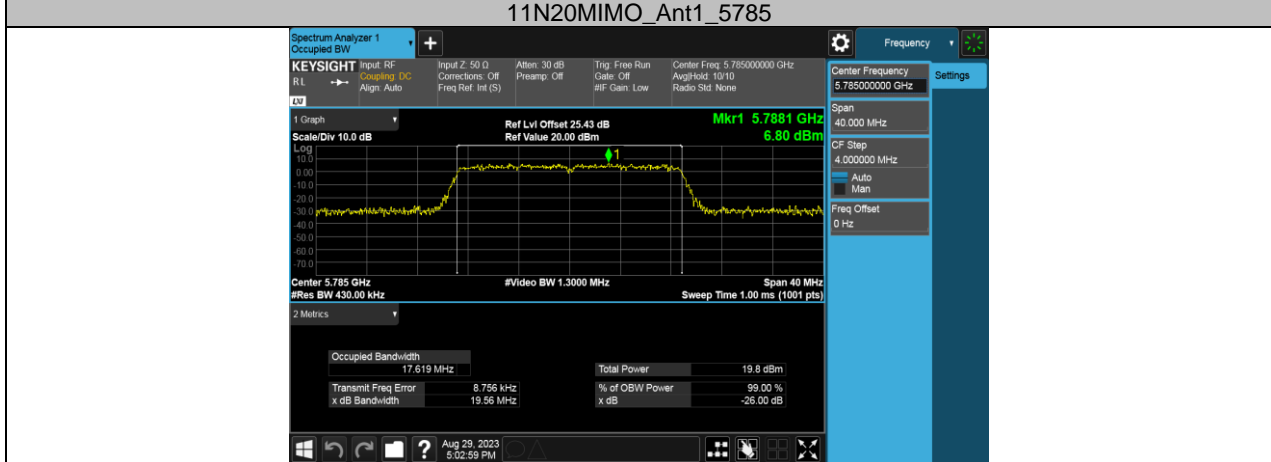 11N20MIMO_Ant1_5785
Spectrum Analyzer 1
Occupied BW
+
Frequency
KEYSIGHT
RL
LXI
Input: RF
Coupling: DC
Align: Auto
Input Z: 50 Ω
Corrections: Off
Freq Ref: Int (S)
Atten: 30 dB
Preamp: Off
Trig: Free Run
Gate: Off
#IF Gain: Low
Center Freq: 5.785000000 GHz
Avg|Hold: 10/10
Radio Std: None
Center Frequency
5.785000000 GHz
Settings
Span
40.000 MHz
CF Step
4.000000 MHz
Auto
Man
Freq Offset
0 Hz
1 Graph
Scale/Div 10.0 dB
Ref Lvl Offset 25.43 dB
Ref Value 20.00 dBm
Mkr1 5.7881 GHz
6.80 dBm
Log
10.0
0.00
-10.0
-20.0
-30.0
-40.0
-50.0
-60.0
-70.0
1
Center 5.785 GHz
#Video BW 1.3000 MHz
Span 40 MHz
#Res BW 430.00 kHz
Sweep Time 1.00 ms (1001 pts)
2 Metrics
Occupied Bandwidth
17.619 MHz
Total Power 19.8 dBm
Transmit Freq Error 8.756 kHz
% of OBW Power 99.00 %
x dB Bandwidth 19.56 MHz
x dB -26.00 dB
?
Aug 29, 2023
5:02:59 PM